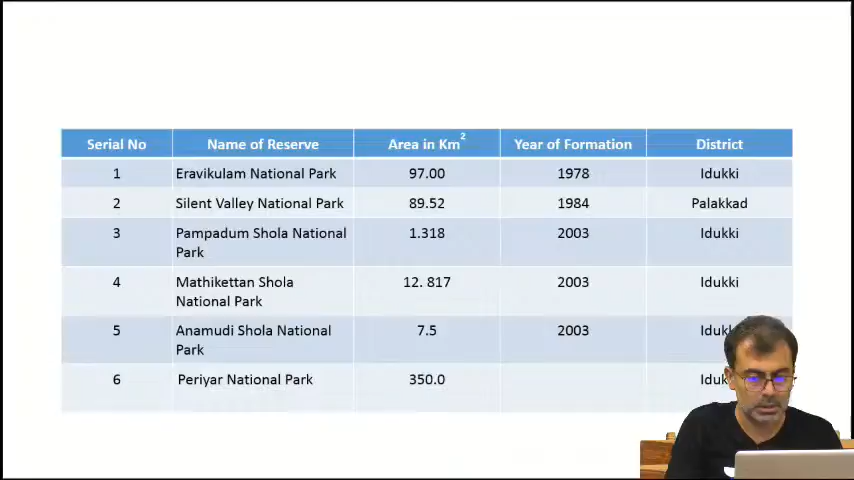 Serial No Name of Reserve Area in Km2 Year of Formation District
1 Eravikulam National Park 97.00 1978 Idukki
2 Silent Valley National Park 89.52 1984 Palakkad
3 Pampadum Shola National 1.318 2003 Idukki
Park
4 Mathikettan Shola 12. 817 2003 Idukki
National Park
5 Anamudi Shola National 7.5 2003
Park
6 Periyar National Park 350.0